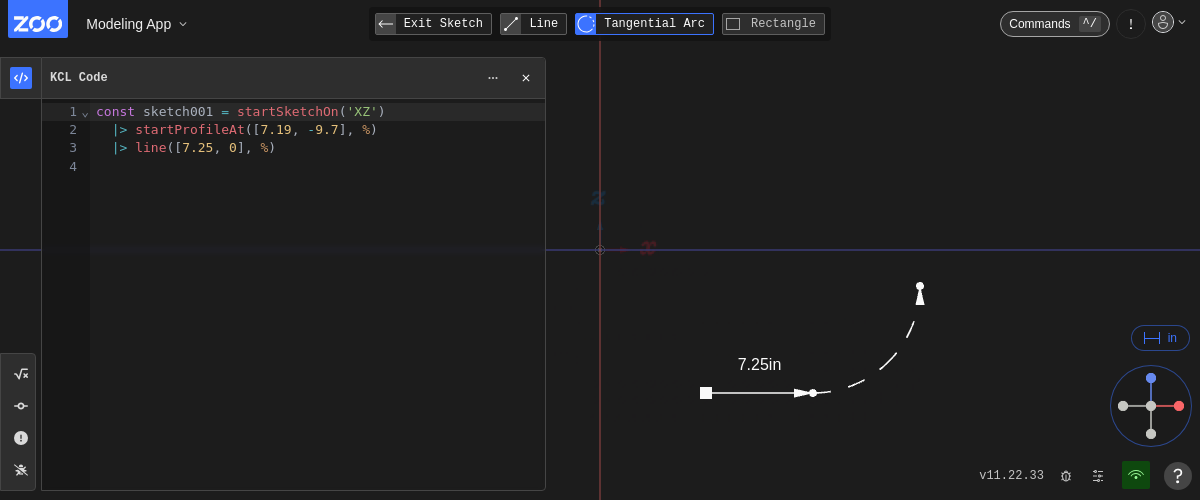 ZOO Modeling App Exit Sketch Line Tangential Arc Rectangle Commands ^/ !
KCL Code
1 const sketch001 = startSketchOn('XZ')
2 |> startProfileAt([7.19, -9.7], %)
3 |> line([7.25, 0], %)
4
z
x
7.25in
in
v11.22.33 ?